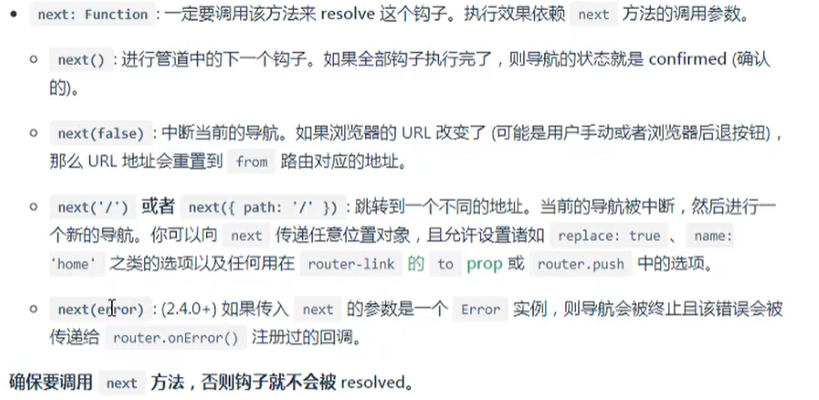 next: Function : 一定要调用该方法来 resolve 这个钩子。执行效果依赖 next 方法的调用参数。
next() : 进行管道中的下一个钩子。如果全部钩子执行完了，则导航的状态就是 confirmed (确认
的)。
next(false) : 中断当前的导航。如果浏览器的 URL 改变了 (可能是用户手动或者浏览器后退按钮)，
那么 URL 地址会重置到 from 路由对应的地址。
next('/') 或者 next({ path: '/' }) : 跳转到一个不同的地址。当前的导航被中断，然后进行一
个新的导航。你可以向 next 传递任意位置对象，且允许设置诸如 replace: true 、 name:
'home' 之类的选项以及任何用在 router-link 的 to prop 或 router.push 中的选项。
next(error) : (2.4.0+) 如果传入 next 的参数是一个 Error 实例，则导航会被终止且该错误会被
传递给 router.onError() 注册过的回调。
确保要调用 next 方法，否则钩子就不会被 resolved。